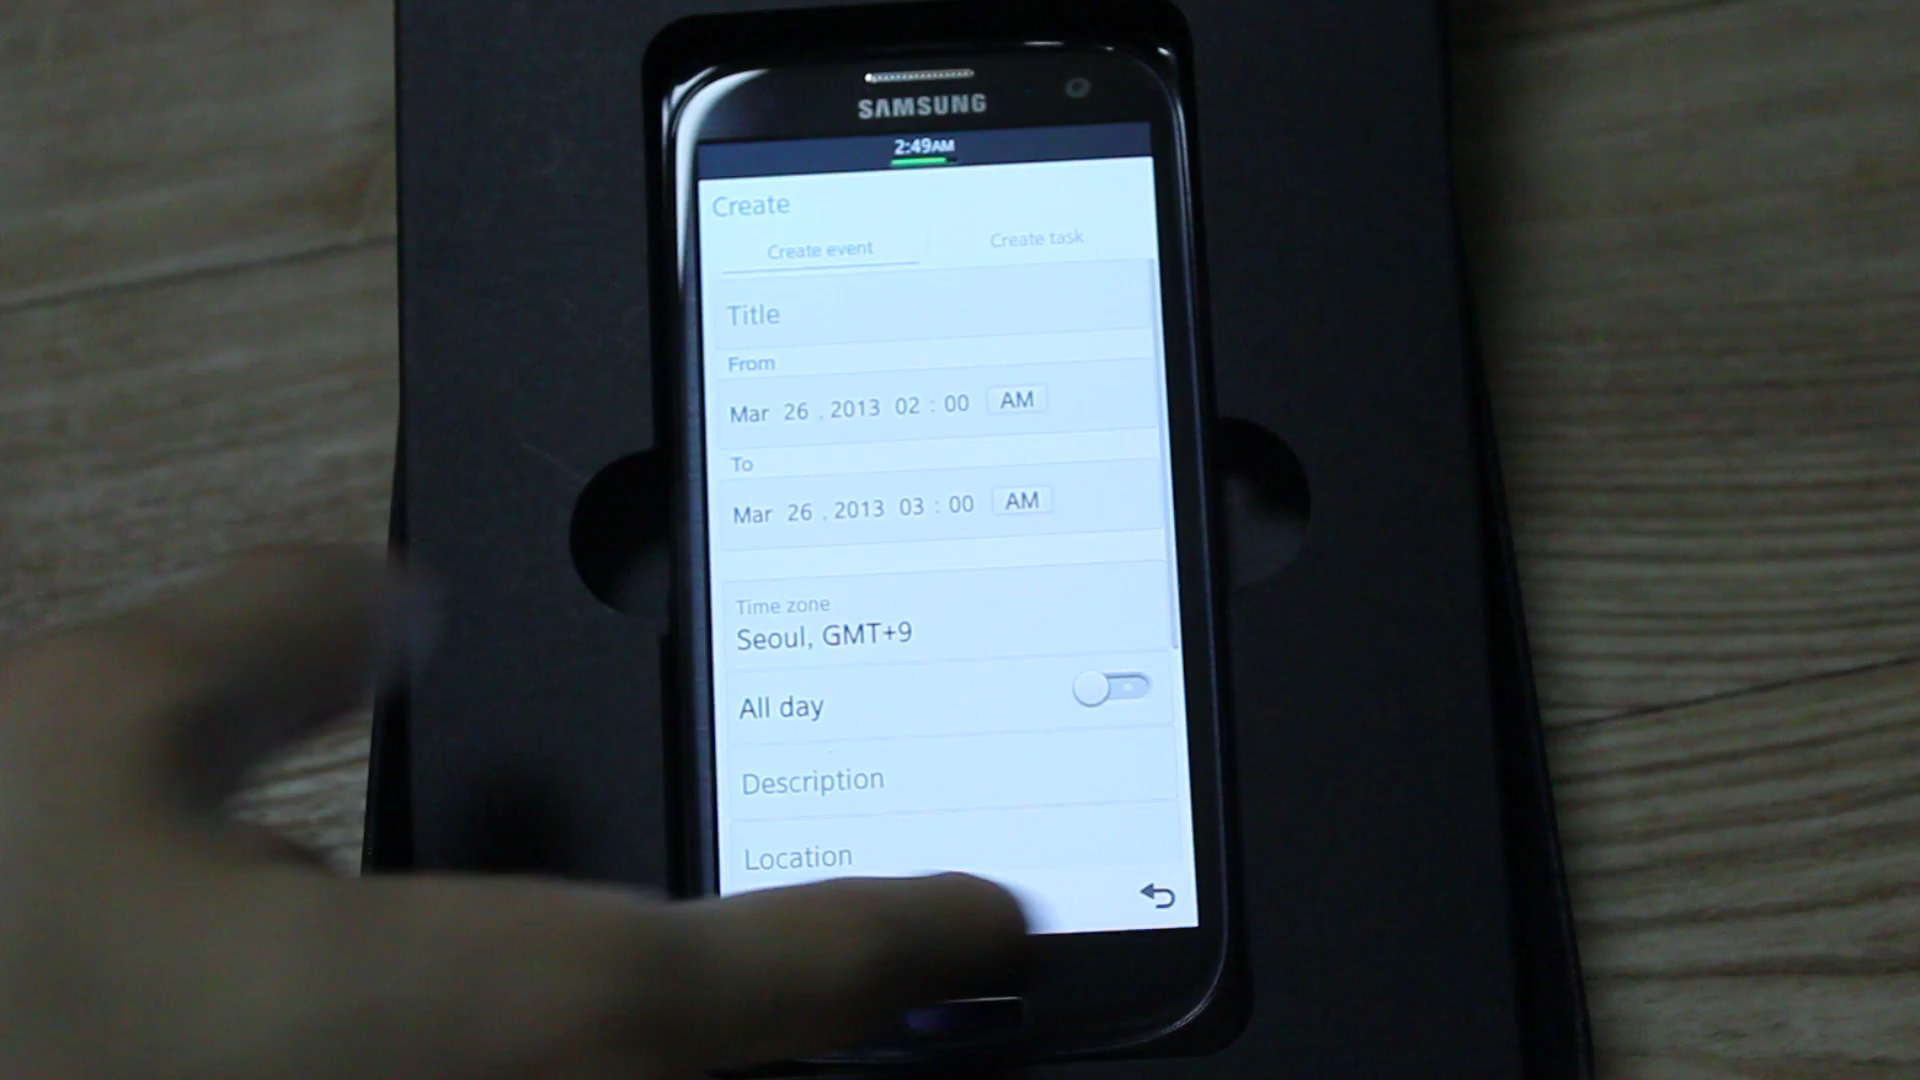 SAMSUNG
2:49AM
Create
Create event
Create task
Title
From
Mar 26 , 2013 02 : 00 AM
To
Mar 26 , 2013 03 : 00 AM
Time zone
Seoul, GMT+9
All day
Description
Location